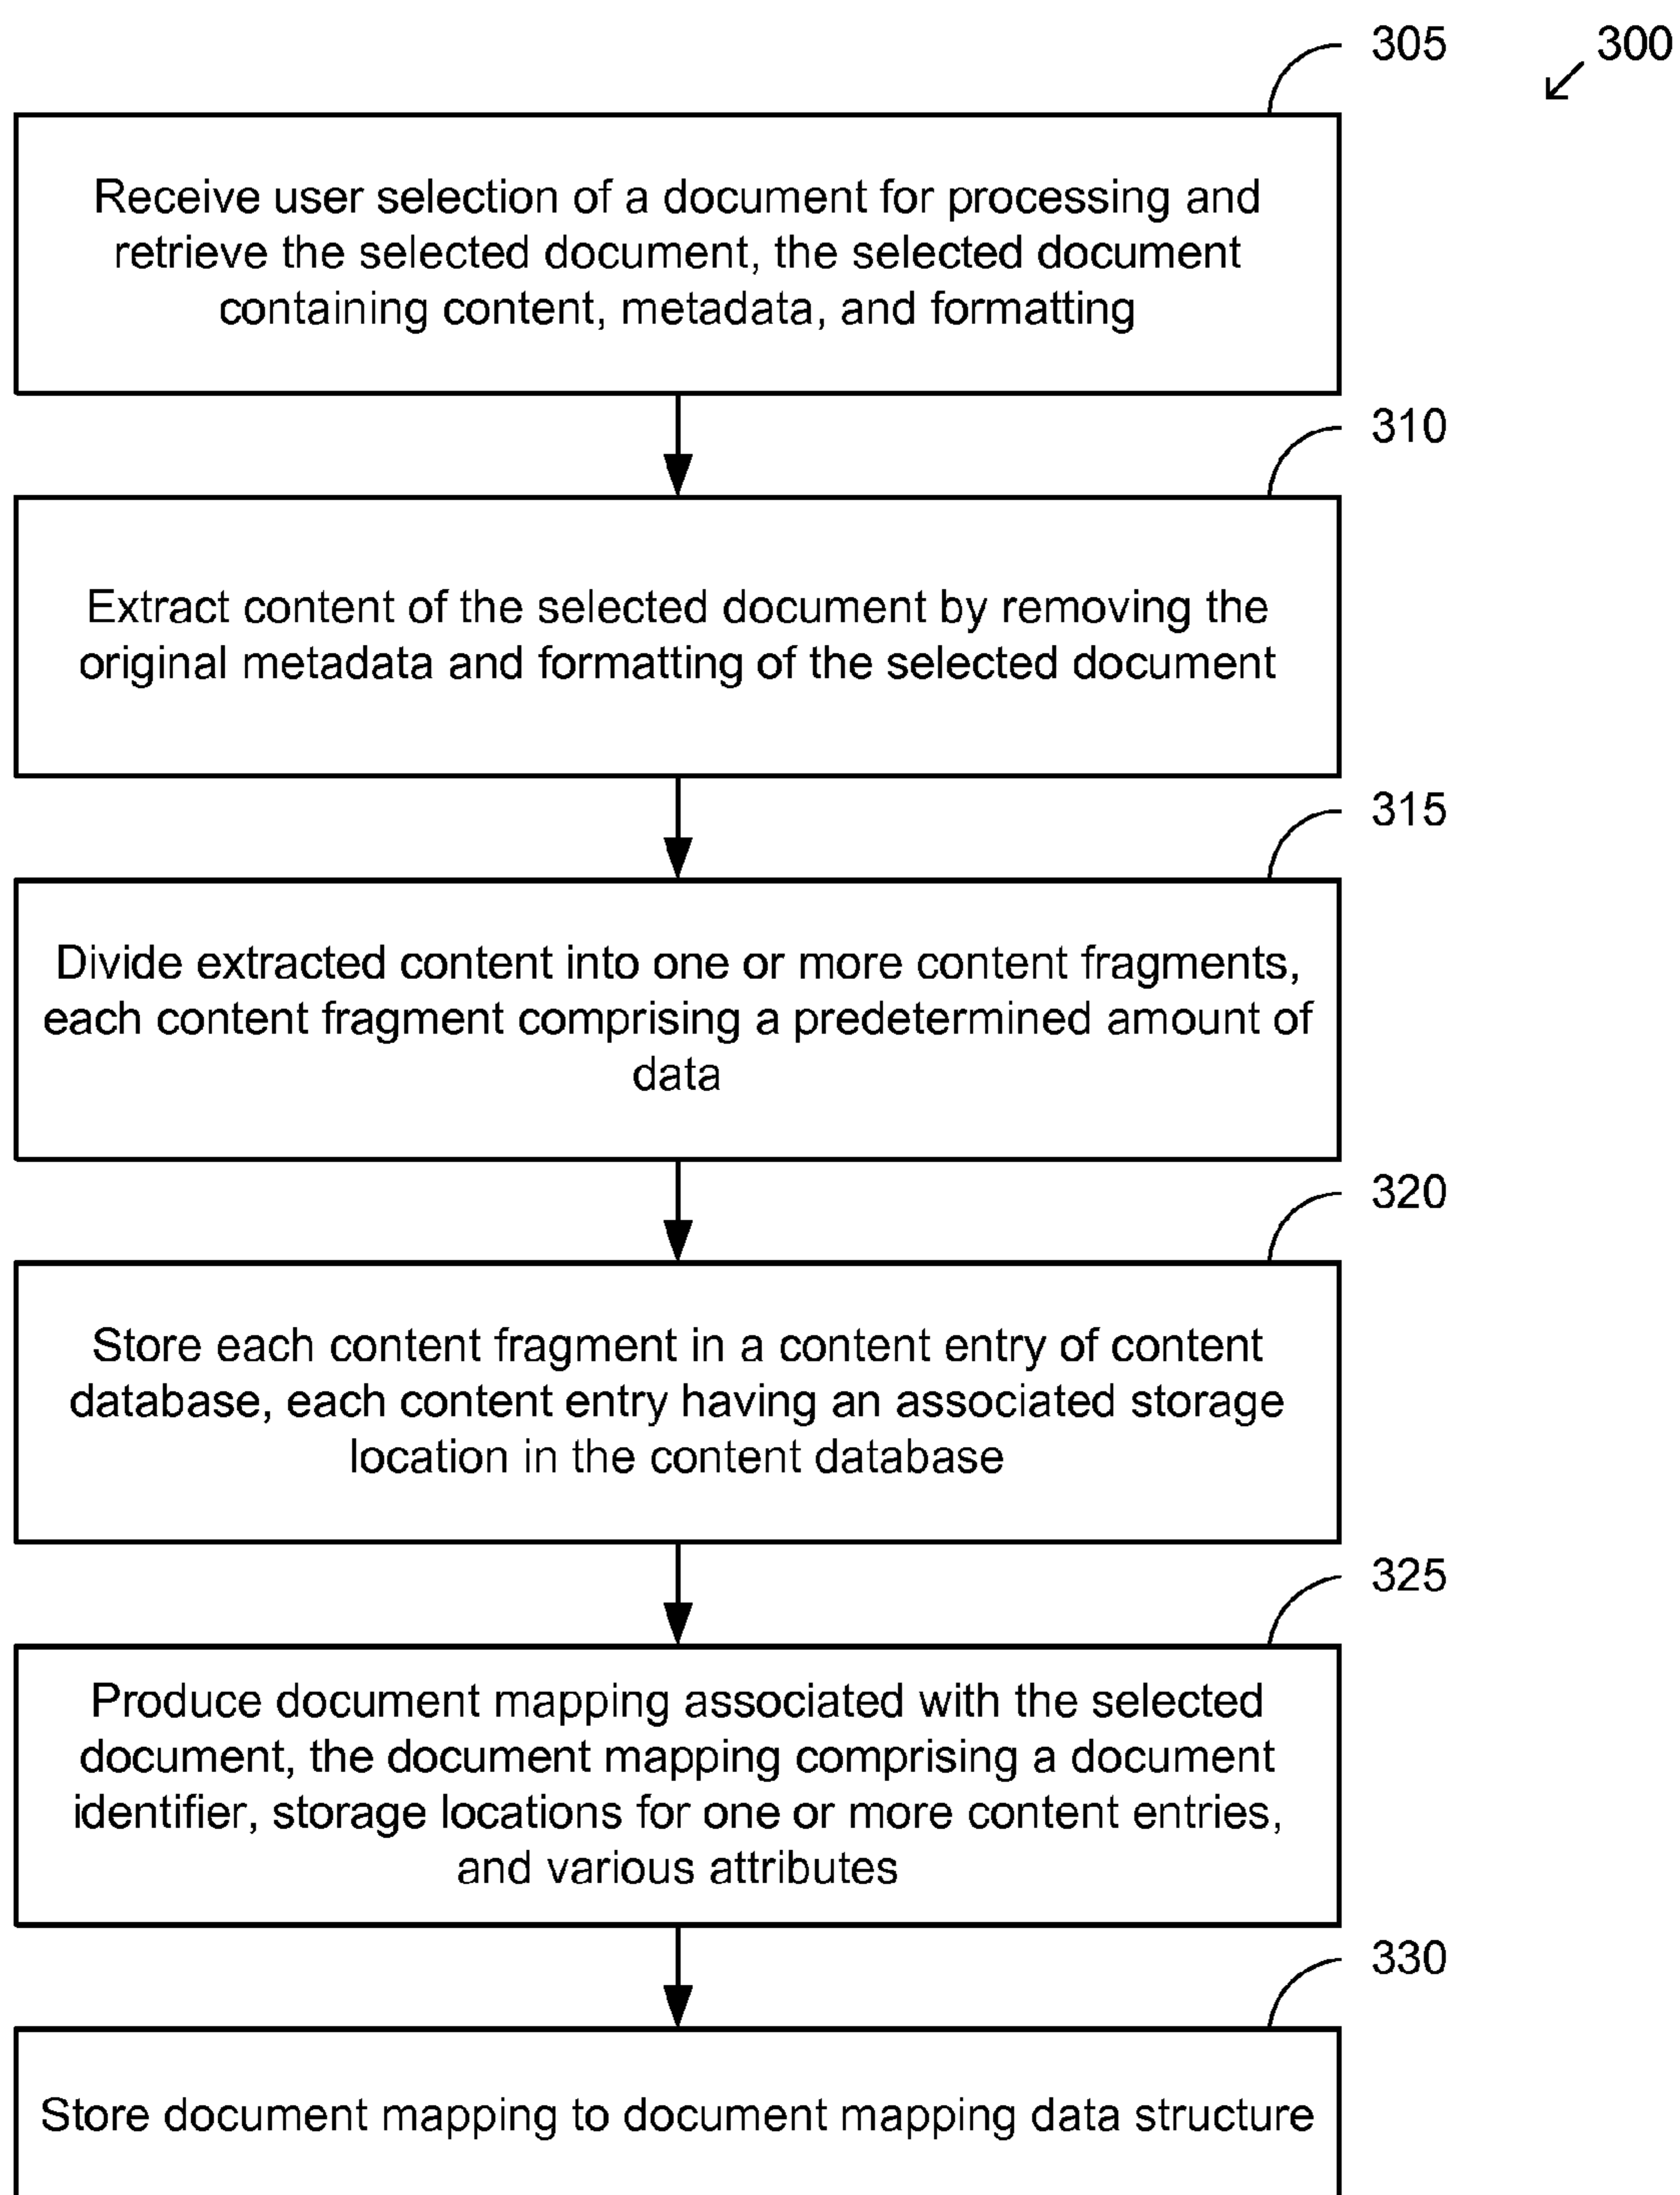 305
300
Receive user selection of a document for processing and
retrieve the selected document, the selected document
containing content, metadata, and formatting
310
Extract content of the selected document by removing the
original metadata and formatting of the selected document
315
Divide extracted content into one or more content fragments,
each content fragment comprising a predetermined amount of
data
320
Store each content fragment in a content entry of content
database, each content entry having an associated storage
location in the content database
325
Produce document mapping associated with the selected
document, the document mapping comprising a document
identifier, storage locations for one or more content entries,
and various attributes
330
Store document mapping to document mapping data structure